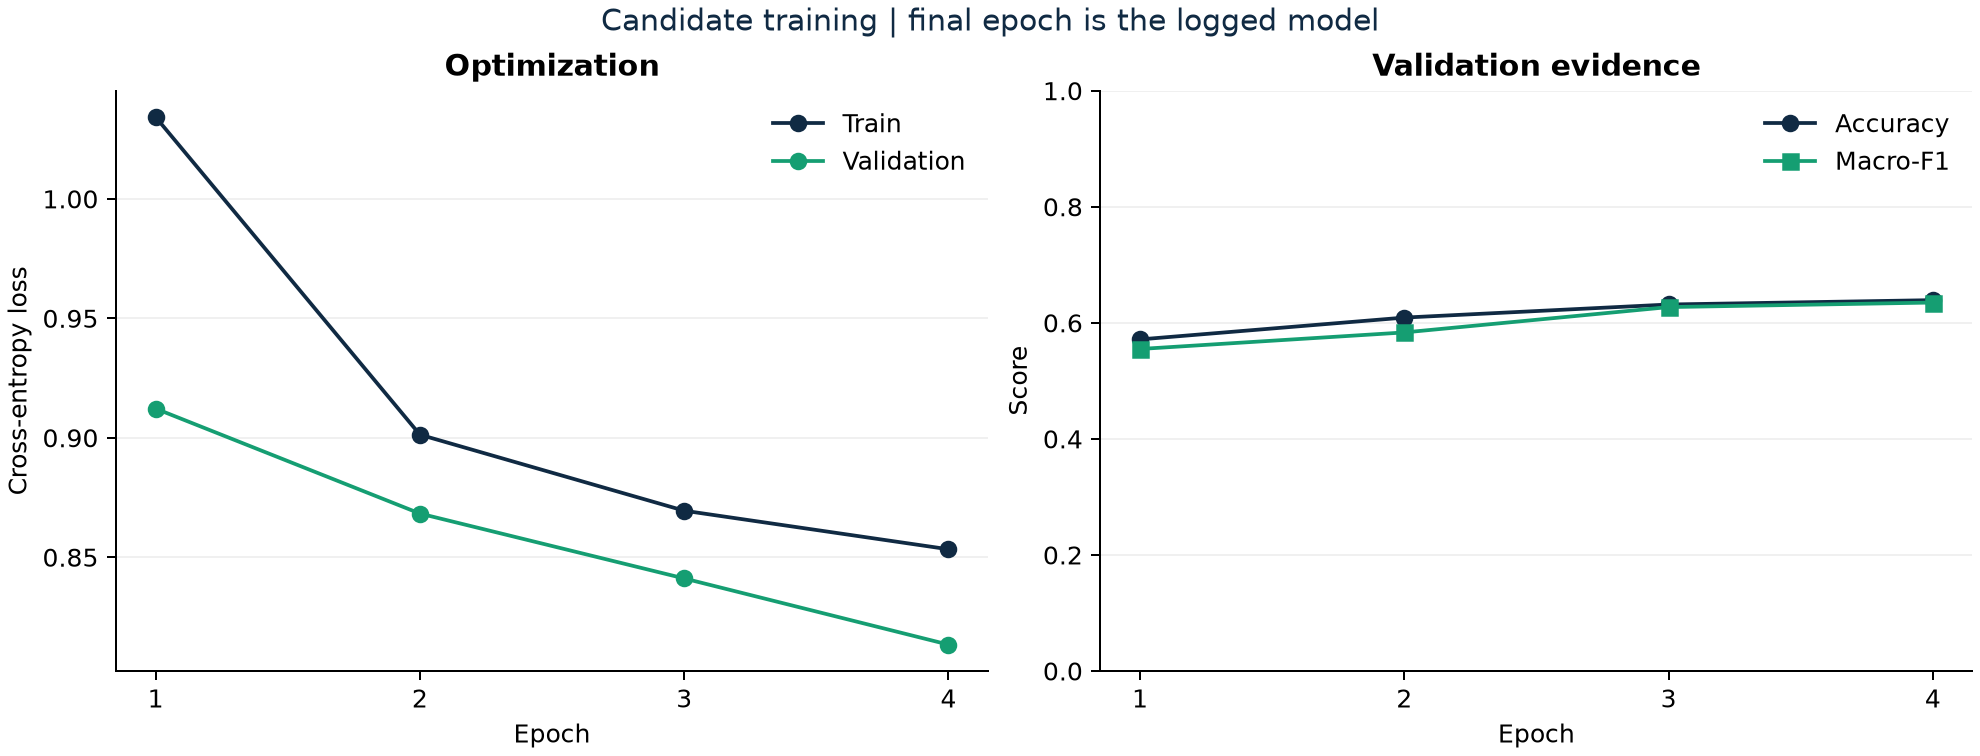 Candidate training | final epoch is the logged model
Optimization
Cross-entropy loss
1.00
0.95
0.90
0.85
Train
Validation
1 2 3 4
Epoch
Validation evidence
Score
1.0
0.8
0.6
0.4
0.2
0.0
Accuracy
Macro-F1
1 2 3 4
Epoch